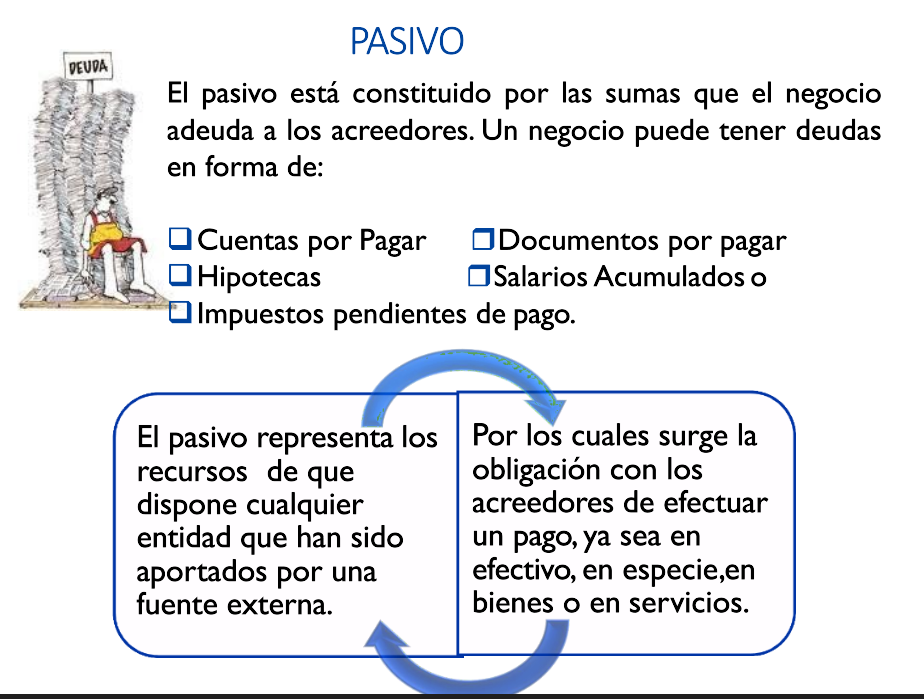 PASIVO
DEUDA
El pasivo está constituido por las sumas que el negocio
adeuda a los acreedores. Un negocio puede tener deudas
en forma de:
Cuentas por Pagar Documentos por pagar
Hipotecas Salarios Acumulados o
Impuestos pendientes de pago.
El pasivo representa los
recursos de que
dispone cualquier
entidad que han sido
aportados por una
fuente externa.
Por los cuales surge la
obligación con los
acreedores de efectuar
un pago, ya sea en
efectivo, en especie,en
bienes o en servicios.